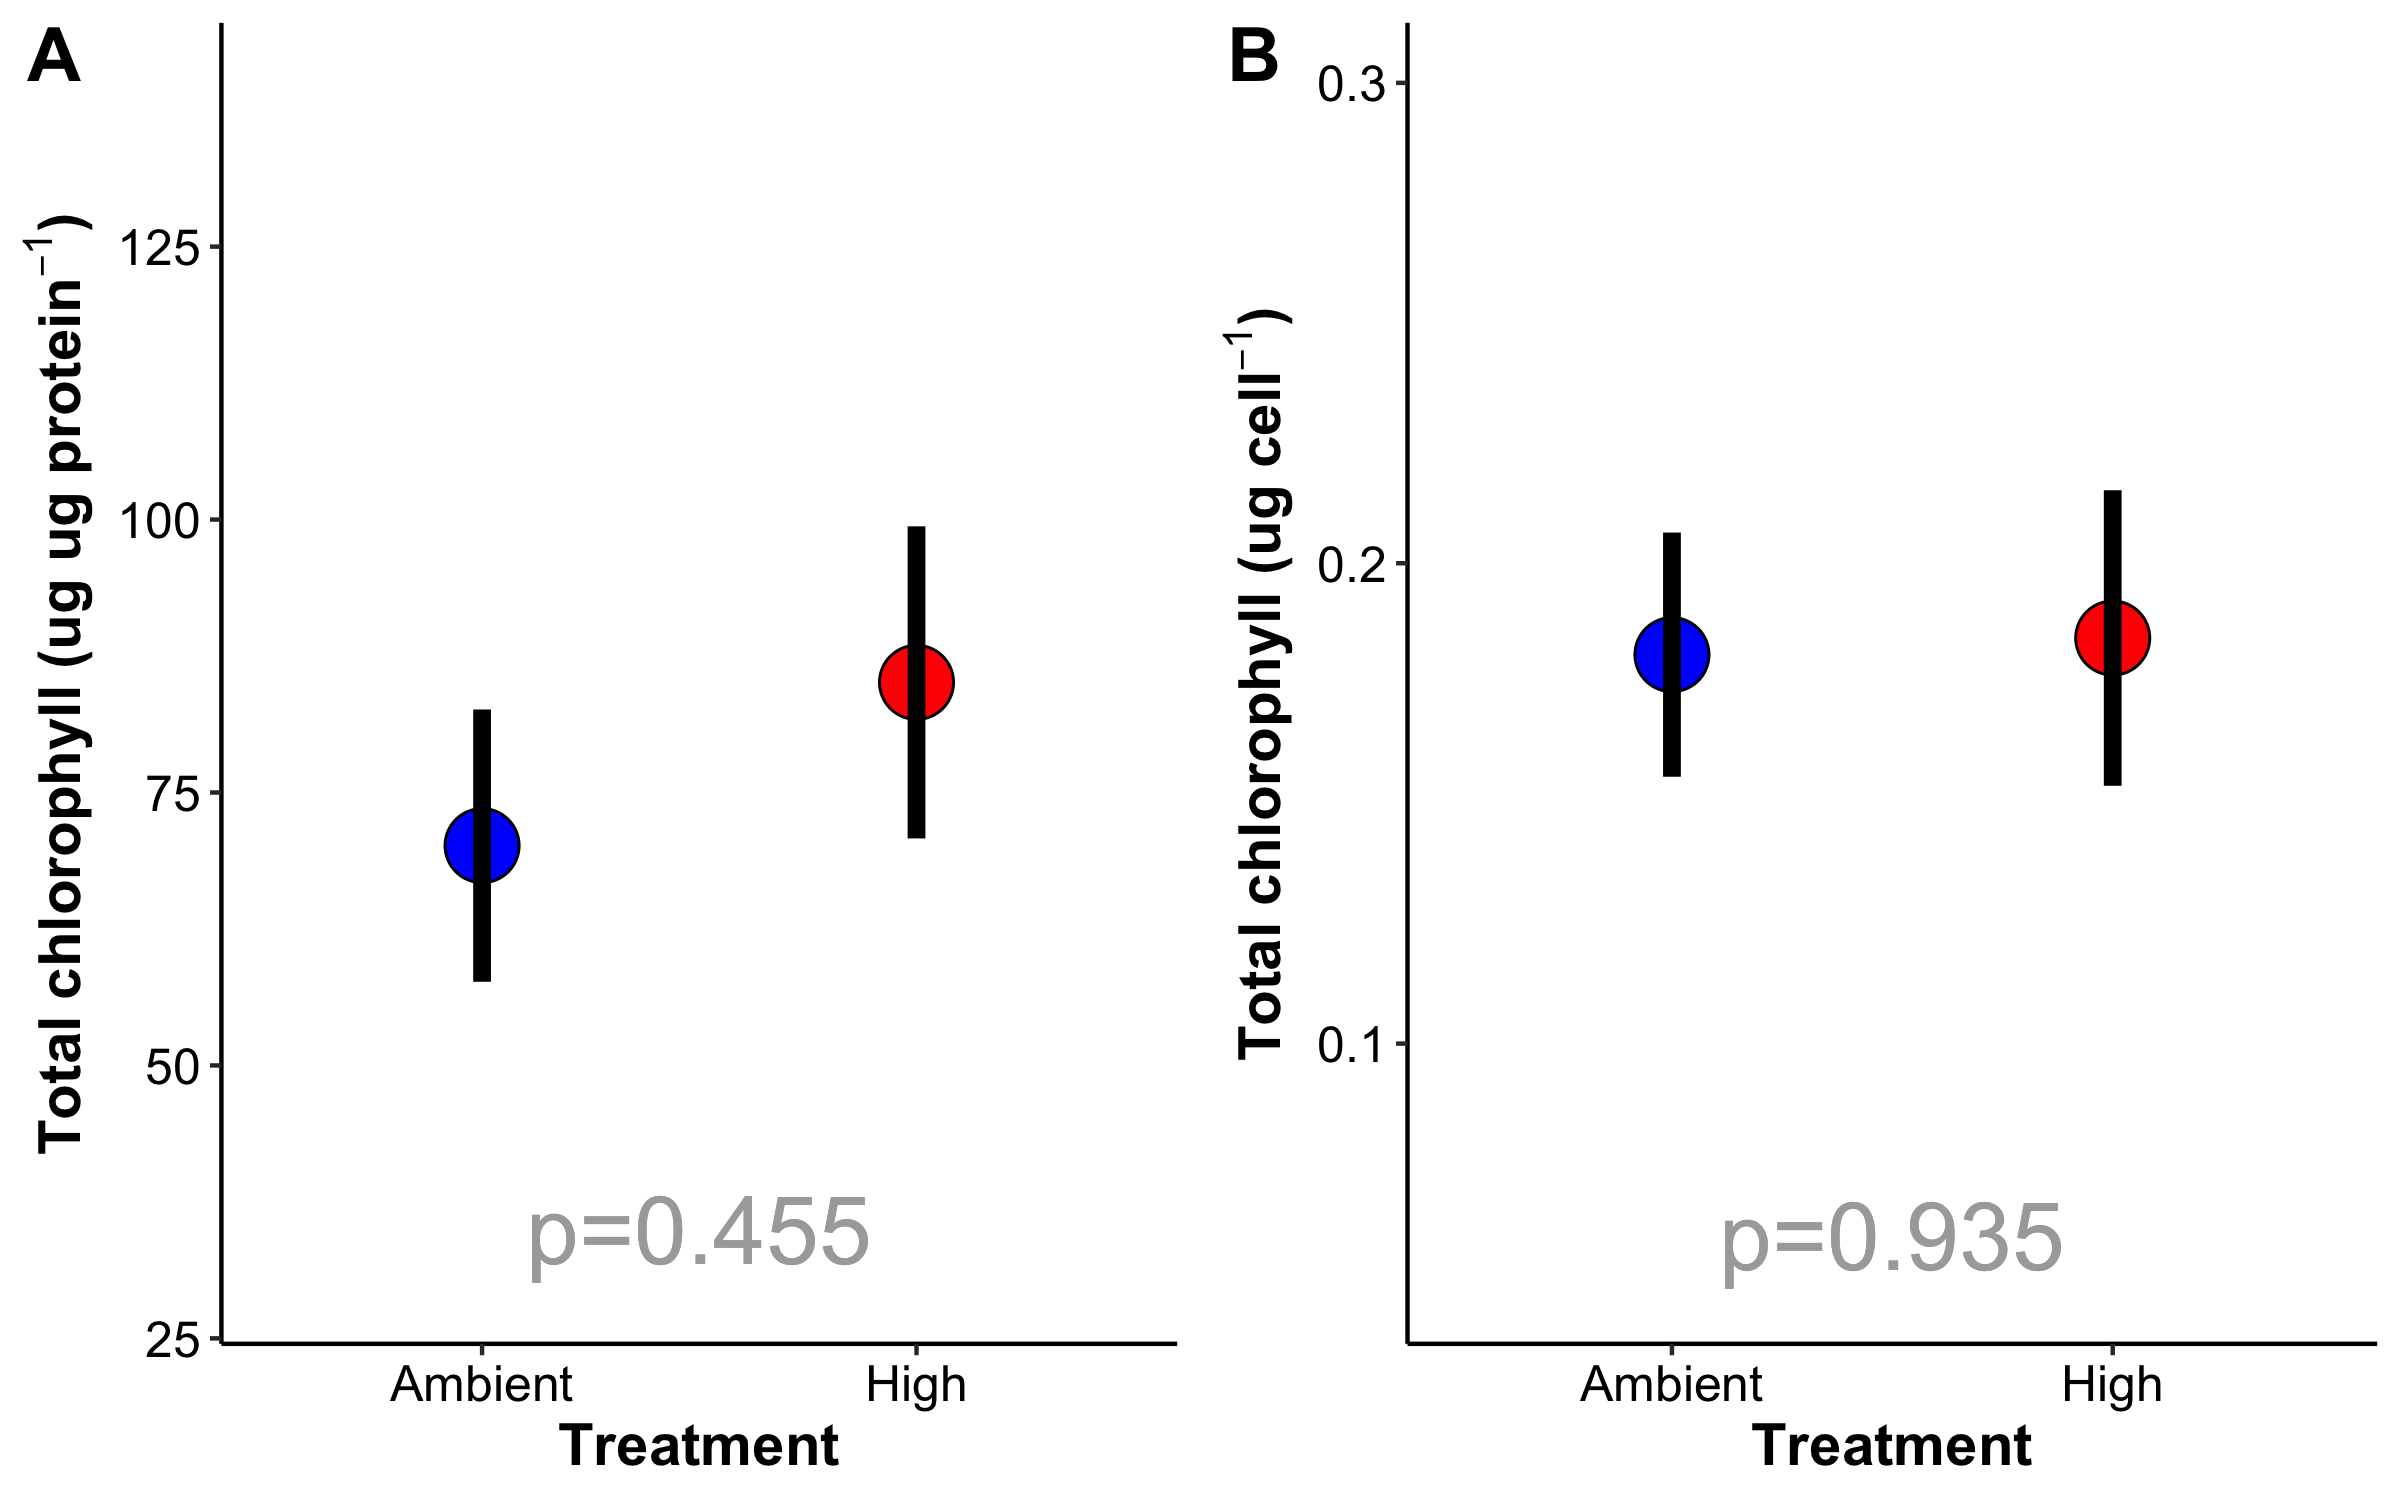 A
Total chlorophyll (ug ug protein⁻¹)
125
100
75
50
25
p=0.455
Ambient
High
Treatment
B
Total chlorophyll (ug cell⁻¹)
0.3
0.2
0.1
p=0.935
Ambient
High
Treatment